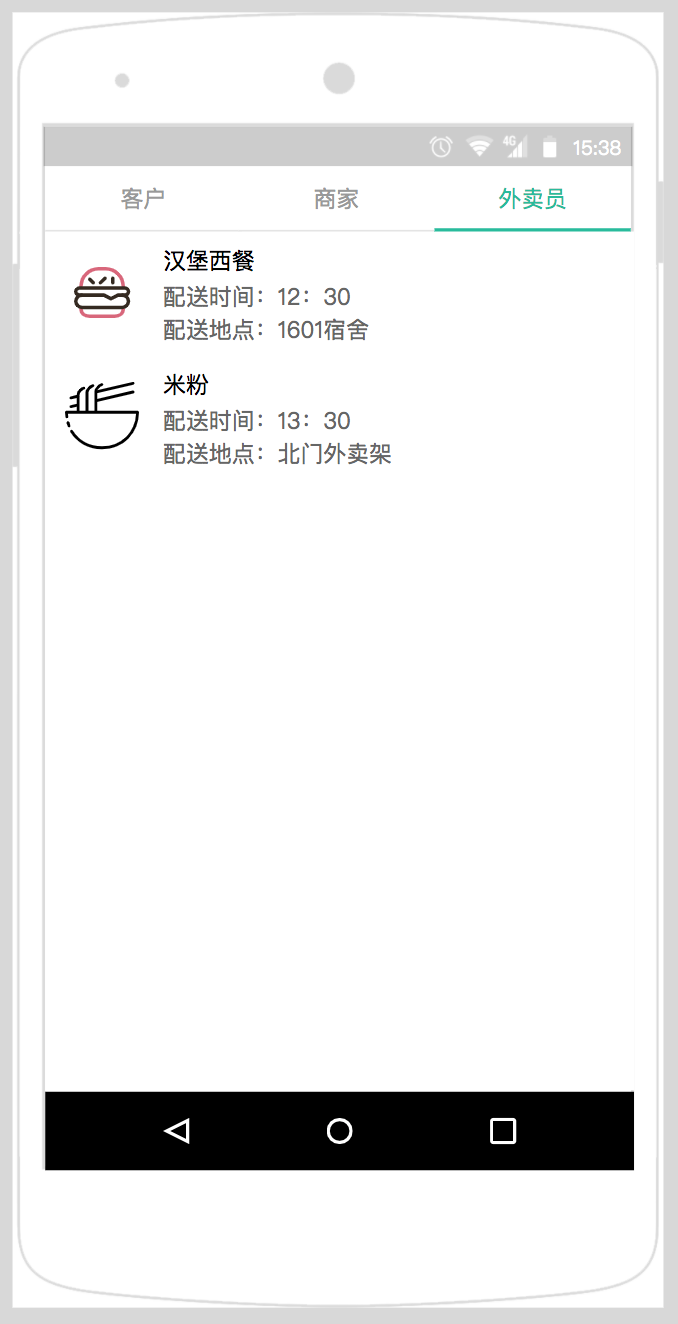 4G 15:38
客户 商家 外卖员
汉堡西餐
配送时间：12：30
配送地点：1601宿舍
米粉
配送时间：13：30
配送地点：北门外卖架